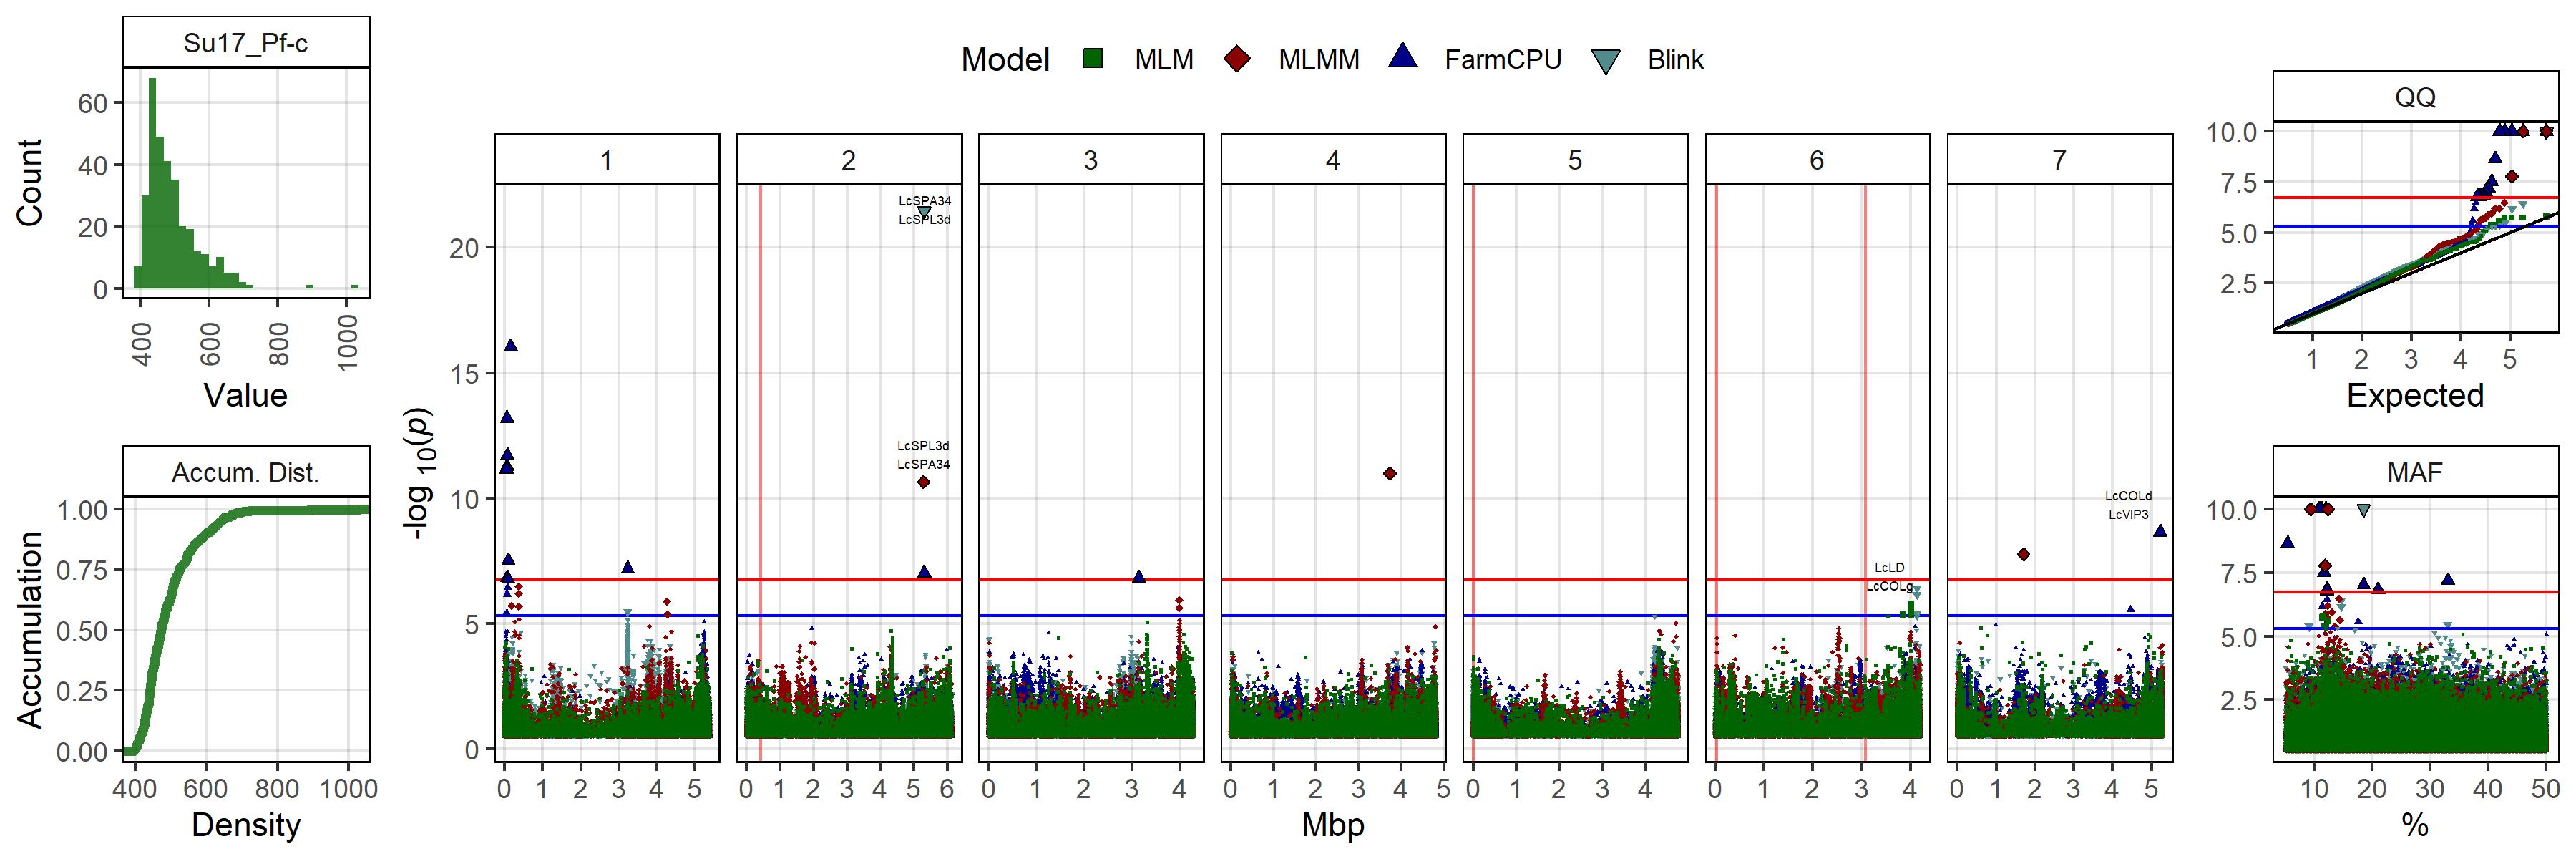 Su17_Pf-c
60
40
20
0
Count
400
600
800
1000
Value
Accum. Dist.
1.00
0.75
0.50
0.25
0.00
Accumulation
400 600 800 1000
Density
Model MLM MLMM FarmCPU Blink
1 2 3 4 5 6 7
20
15
10
5
0
-log 10(p)
LcSPA34
LcSPL3d
LcSPL3d
LcSPA34
LcLD
LcCOLg
LcCOLd
LcVIP3
0 1 2 3 4 5
0 1 2 3 4 5 6
0 1 2 3 4
0 1 2 3 4 5
0 1 2 3 4
0 1 2 3 4
0 1 2 3 4 5
Mbp
QQ
10.0
7.5
5.0
2.5
1 2 3 4 5
Expected
MAF
10.0
7.5
5.0
2.5
10 20 30 40 50
%